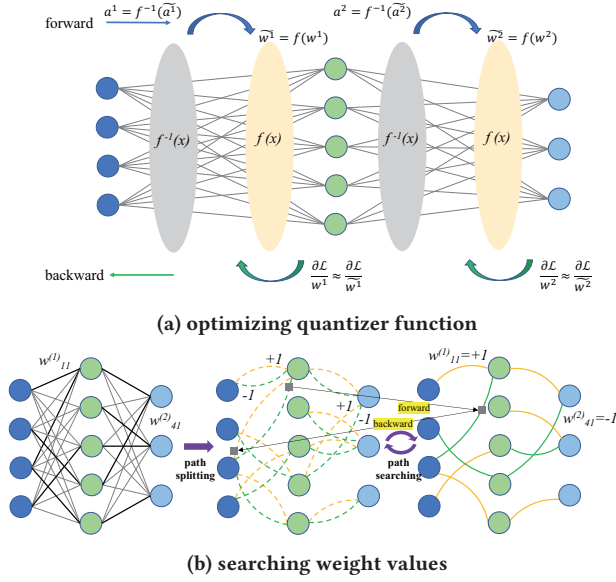 forward
a¹ = f⁻¹(ã¹)
w̃¹ = f(w¹)
a² = f⁻¹(ã²)
w̃² = f(w²)
f⁻¹(x)
f(x)
f⁻¹(x)
f(x)
backward
∂ℒ/w¹ ≈ ∂ℒ/w̃¹
∂ℒ/w² ≈ ∂ℒ/w̃²
(a) optimizing quantizer function
w⁽¹⁾₁₁
w⁽²⁾₄₁
path
splitting
+1
-1
+1
-1
forward
backward
path
searching
w⁽¹⁾₁₁=+1
w⁽²⁾₄₁=-1
(b) searching weight values